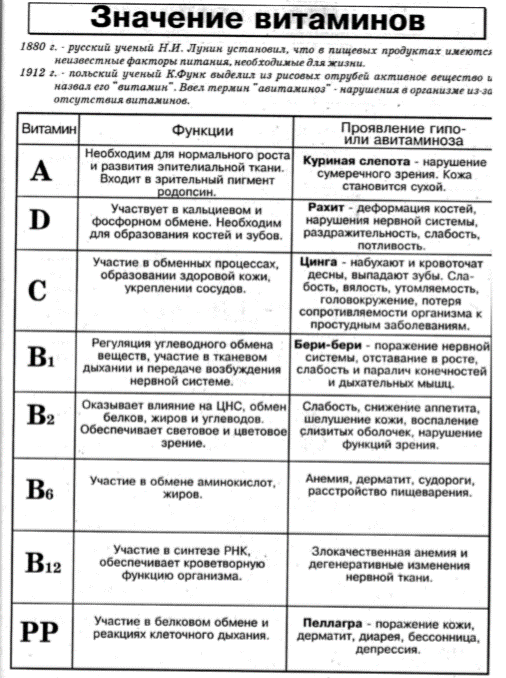 Значение витаминов
1880 г. - русский ученый Н.И. Лунин установил, что в пищевых продуктах имеются
неизвестные факторы питания, необходимые для жизни.
1912 г. - польский ученый К.Функ выделил из рисовых отрубей активное вещество и
назвал его "витамин". Ввел термин "авитаминоз" - нарушения в организме из-за
отсутствия витаминов.
Витамин
Функции
Проявление гипо-
или авитаминоза
A
Необходим для нормального роста
и развития эпителиальной ткани.
Входит в зрительный пигмент
родопсин.
Куриная слепота - нарушение
сумеречного зрения. Кожа
становится сухой.
D
Участвует в кальциевом и
фосфорном обмене. Необходим
для образования костей и зубов.
Рахит - деформация костей,
нарушения нервной системы,
раздражительность, слабость,
потливость.
C
Участие в обменных процессах,
образовании здоровой кожи,
укреплении сосудов.
Цинга - набухают и кровоточат
десны, выпадают зубы. Сла-
бость, вялость, утомляемость,
головокружение, потеря
сопротивляемости организма к
простудным заболеваниям.
B1
Регуляция углеводного обмена
веществ, участие в тканевом
дыхании и передаче возбуждения
нервной системе.
Бери-бери - поражение нервной
системы, отставание в росте,
слабость и паралич конечностей
и дыхательных мышц.
B2
Оказывает влияние на ЦНС, обмен
белков, жиров и углеводов.
Обеспечивает световое и цветовое
зрение.
Слабость, снижение аппетита,
шелушение кожи, воспаление
слизитых оболочек, нарушение
функций зрения.
B6
Участие в обмене аминокислот,
жиров.
Анемия, дерматит, судороги,
расстройство пищеварения.
B12
Участие в синтезе РНК,
обеспечивает кроветворную
функцию организма.
Злокачественная анемия и
дегенеративные изменения
нервной ткани.
PP
Участие в белковом обмене и
реакциях клеточного дыхания.
Пеллагра - поражение кожи,
дерматит, диарея, бессонница,
депрессия.